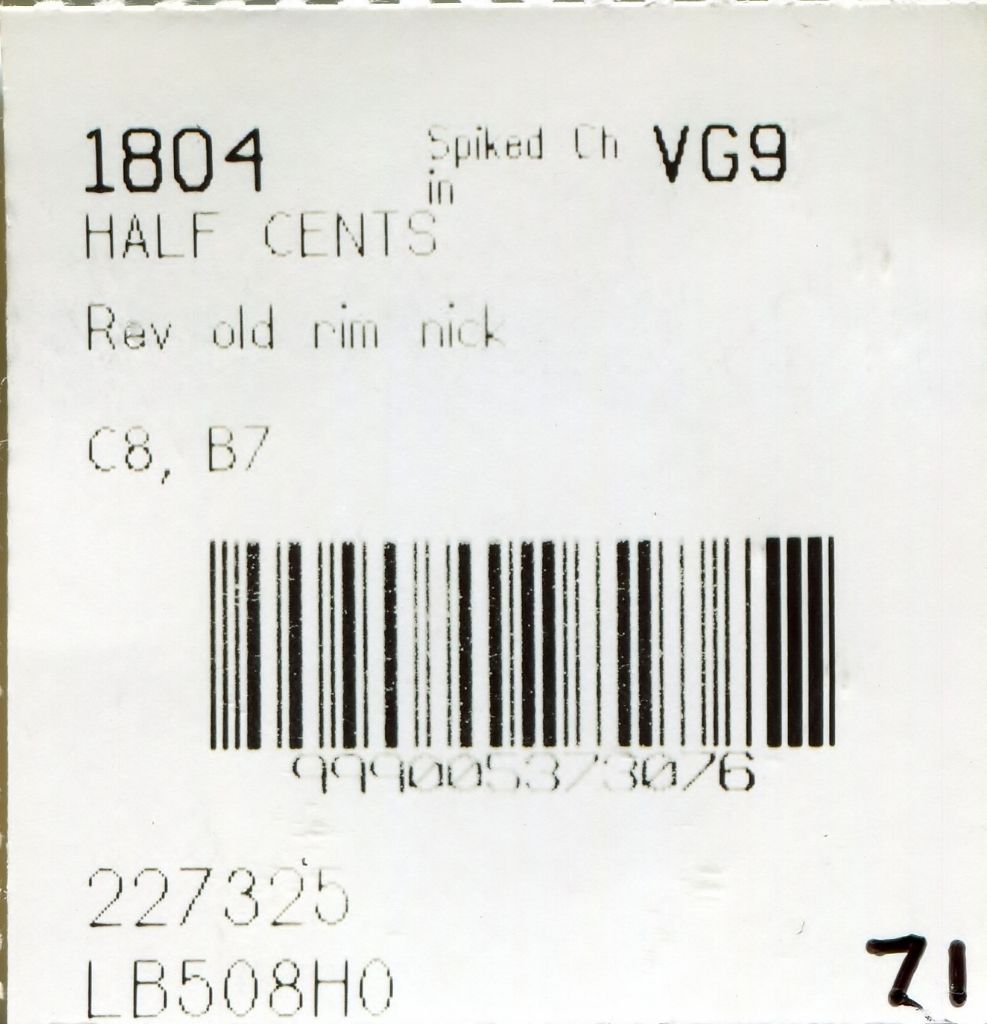 1804 Spiked Ch VG9
in
HALF CENTS
Rev old rim nick
C8, B7
999005373076
227325
LB508H0
71